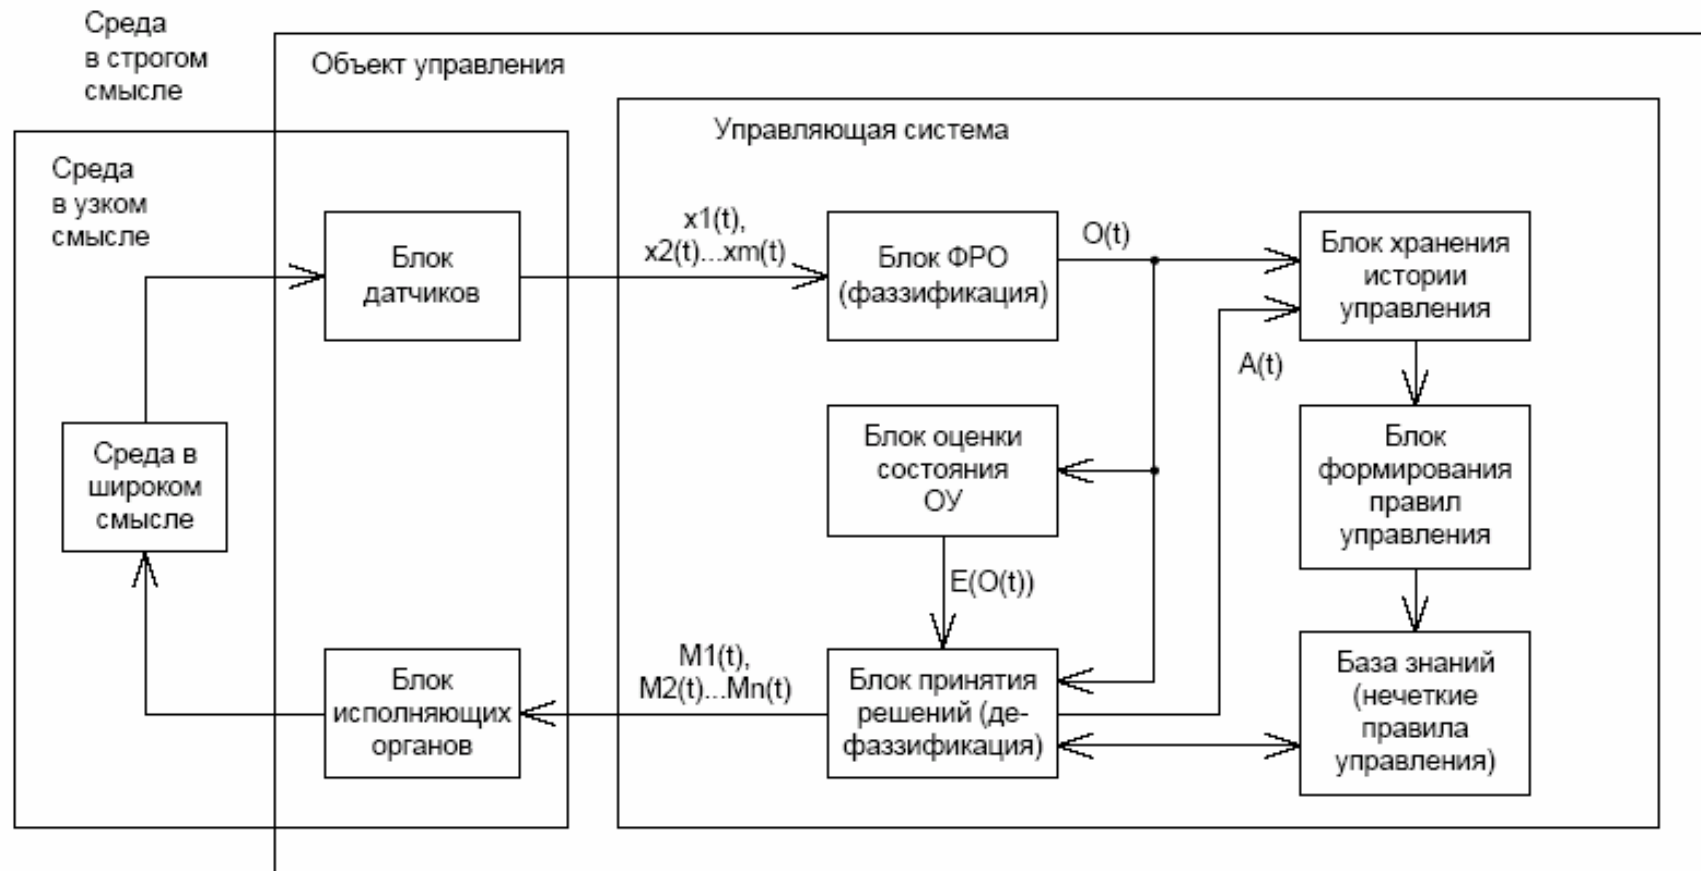 Среда
в строгом
смысле
Объект управления
Управляющая система
Среда
в узком
смысле
Блок
датчиков
x1(t),
x2(t)...xm(t)
Блок ФРО
(фаззификация)
O(t)
Блок хранения
истории
управления
A(t)
Среда в
широком
смысле
Блок оценки
состояния
ОУ
Блок
формирования
правил
управления
E(O(t))
Блок
исполняющих
органов
M1(t),
M2(t)...Mn(t)
Блок принятия
решений (де-
фаззификация)
База знаний
(нечеткие
правила
управления)